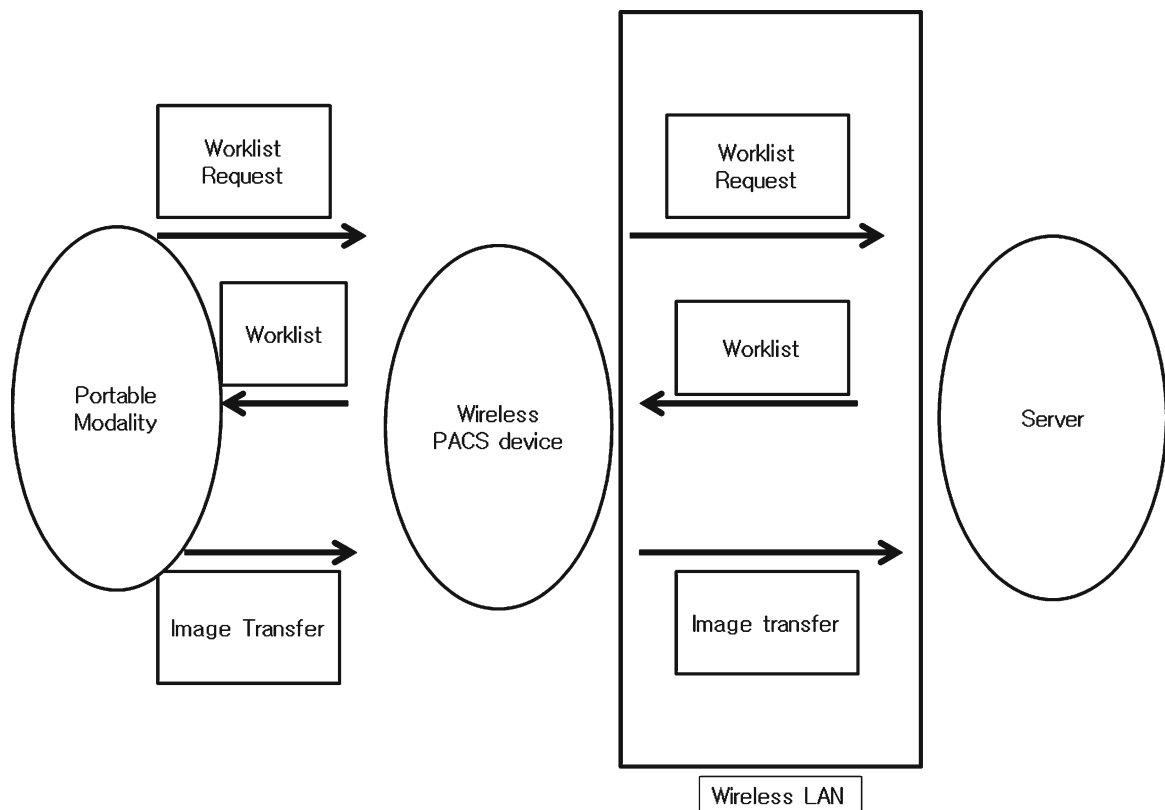 Worklist
Request
Worklist
Request
Worklist
Worklist
Portable
Modality
Wireless
PACS device
Server
Image Transfer
Image transfer
Wireless LAN